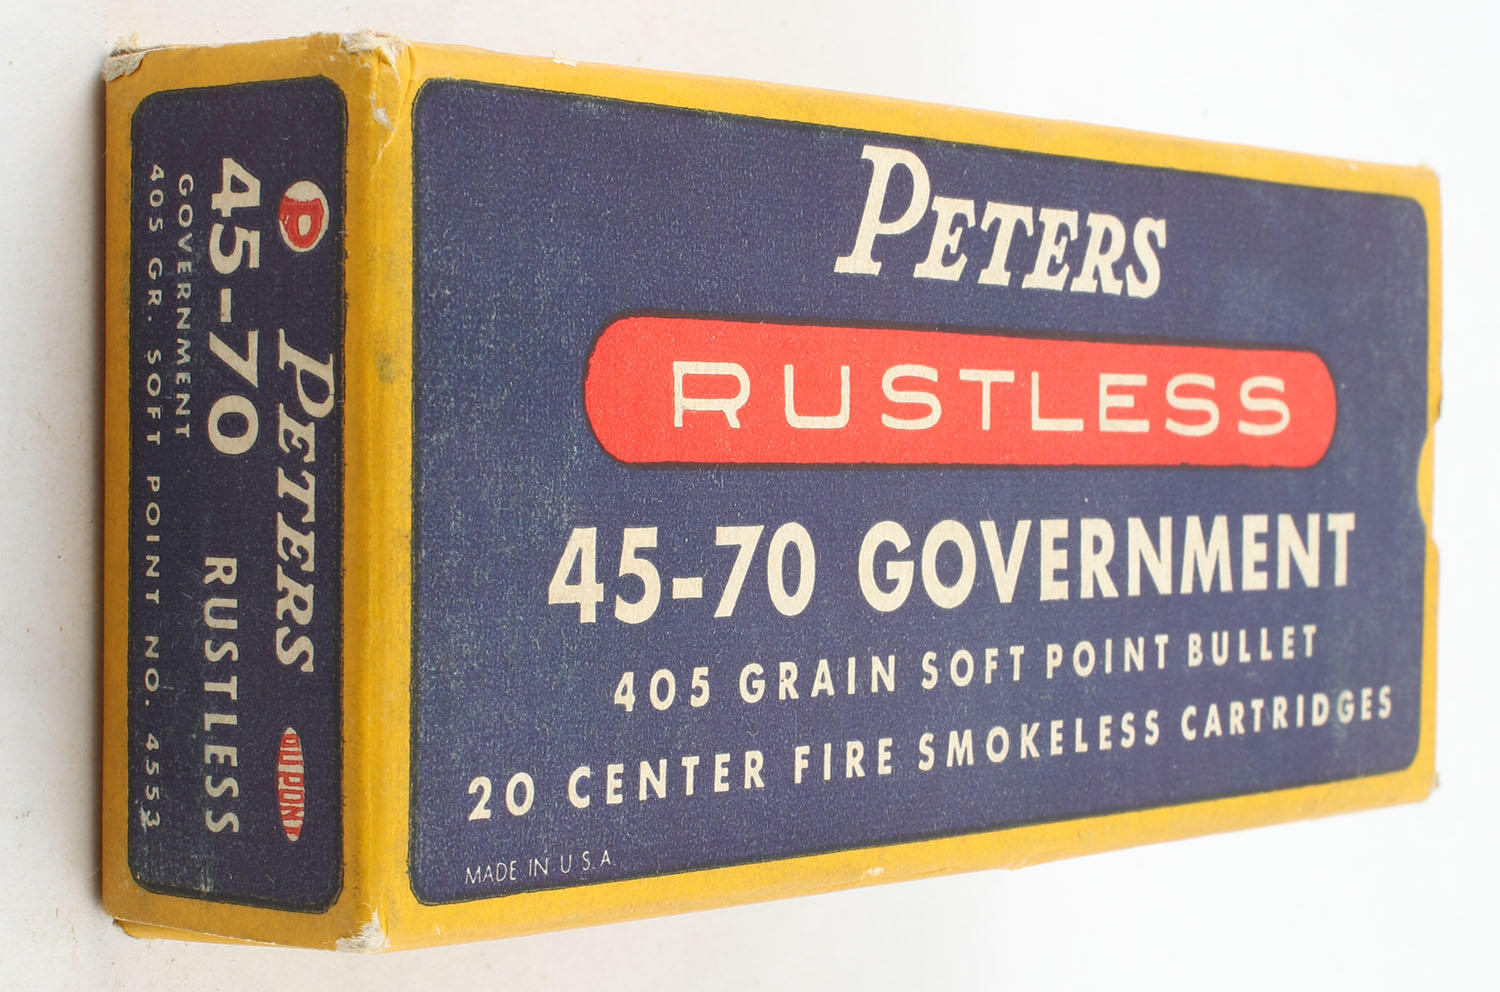 PETERS
RUSTLESS
45-70 GOVERNMENT
405 GRAIN SOFT POINT BULLET
20 CENTER FIRE SMOKELESS CARTRIDGES
MADE IN U.S.A.
P PETERS DU PONT
45-70 RUSTLESS
GOVERNMENT
405 GR. SOFT POINT NO. 4553